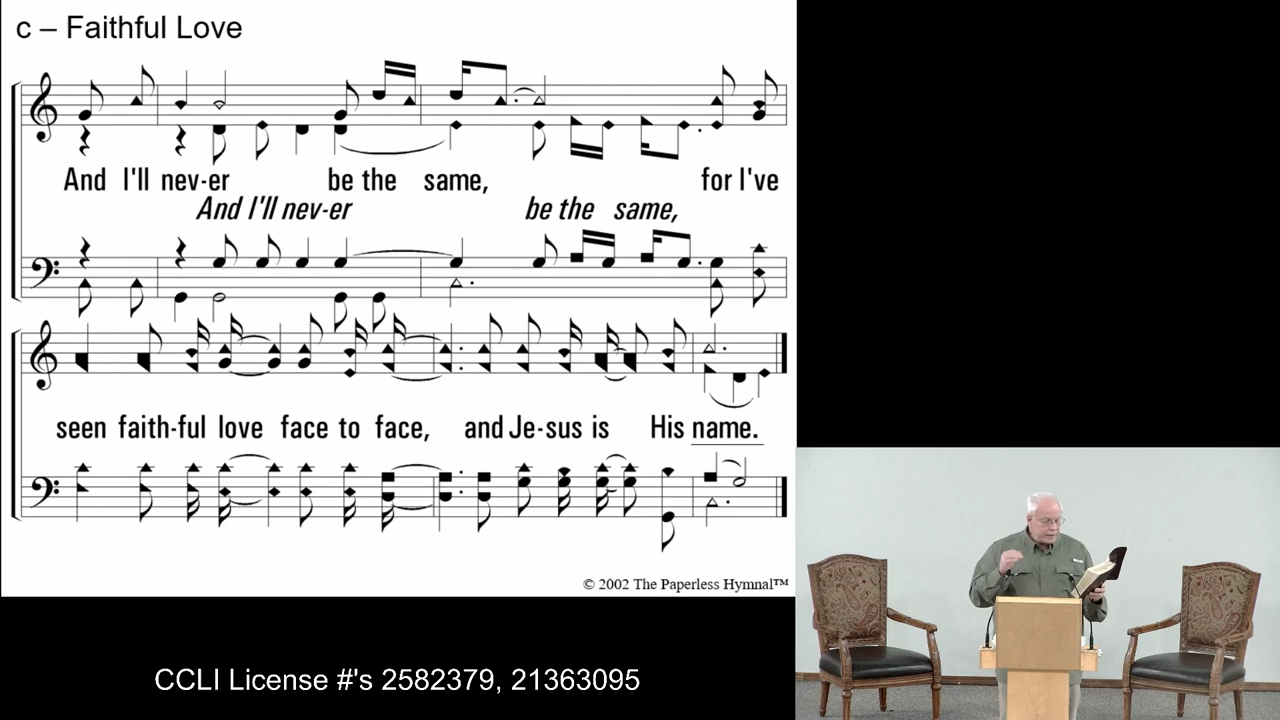 c – Faithful Love
And I'll nev-er be the same, for I've
And I'll nev-er be the same,
seen faith-ful love face to face, and Je-sus is His name.
© 2002 The Paperless Hymnal™
CCLI License #'s 2582379, 21363095